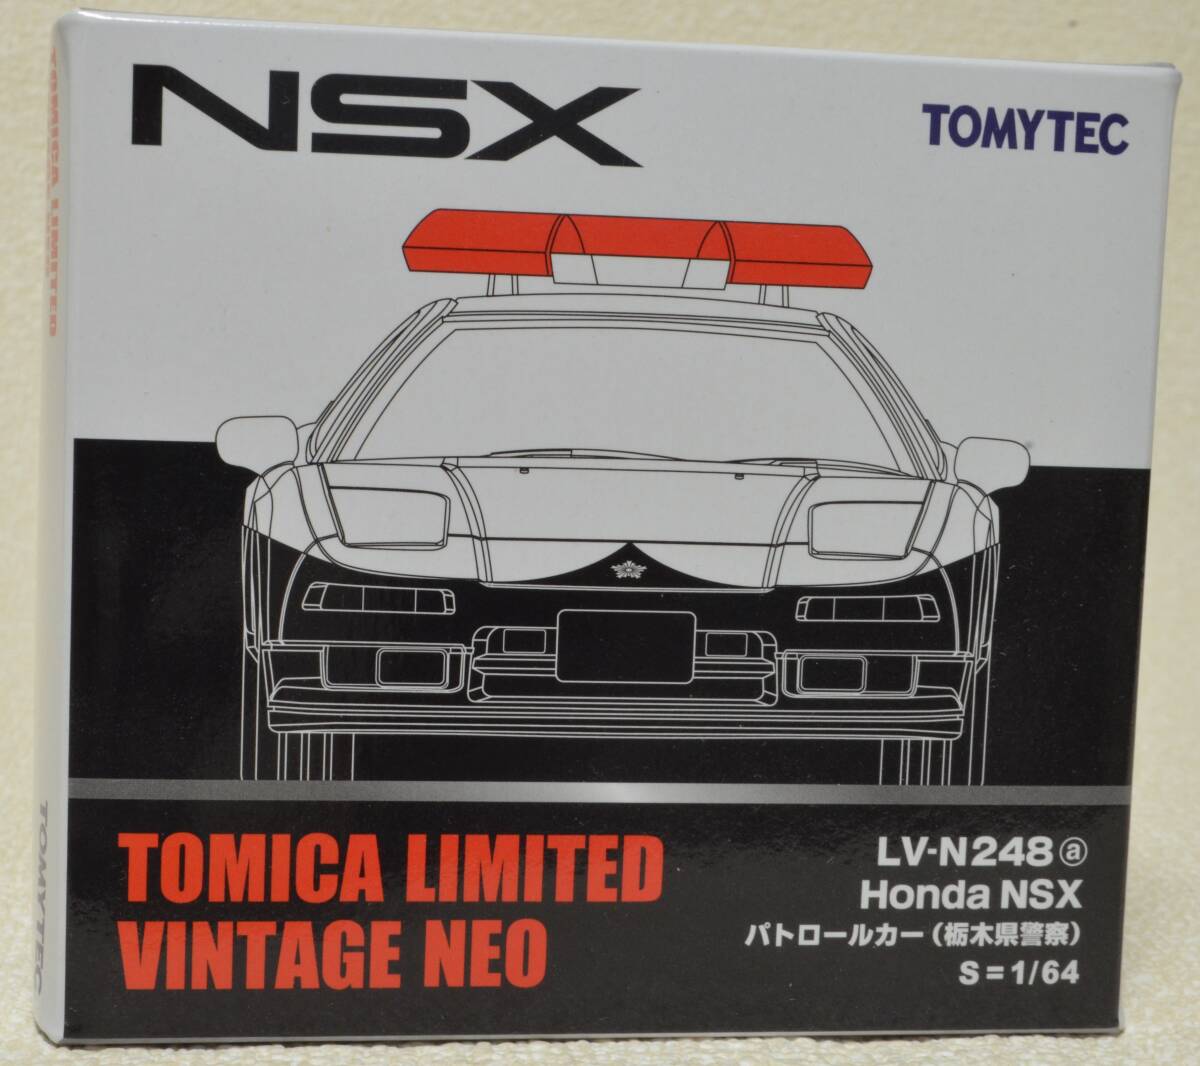 NSX
TOMYTEC
TOMICA LIMITED
VINTAGE NEO
LV-N248ⓐ
Honda NSX
パトロールカー(栃木県警察)
S=1/64
TOMICA LIMITED
TOMYTEC